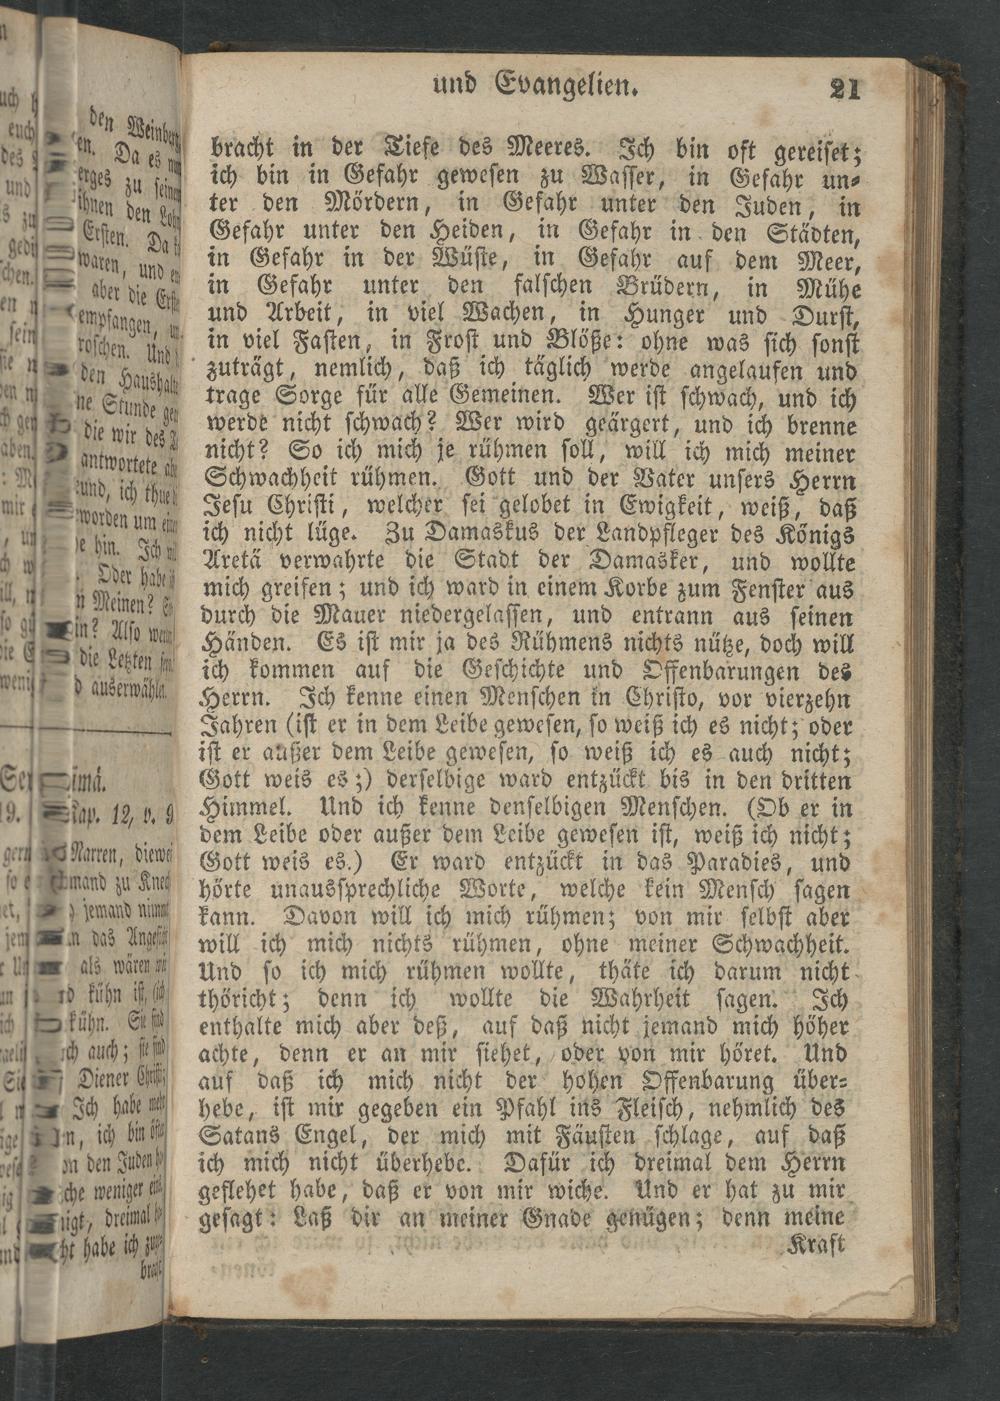 und Evangelien. 21
bracht in der Tiefe des Meeres. Ich bin oft gereiset;
ich bin in Gefahr gewesen zu Wasser, in Gefahr un-
ter den Mördern, in Gefahr unter den Juden, in
Gefahr unter den Heiden, in Gefahr in den Städten,
in Gefahr in der Wüste, in Gefahr auf dem Meer,
in Gefahr unter den falschen Brüdern, in Mühe
und Arbeit, in viel Wachen, in Hunger und Durst,
in viel Fasten, in Frost und Blöße: ohne was sich sonst
zuträgt, nemlich, daß ich täglich werde angelaufen und
trage Sorge für alle Gemeinen. Wer ist schwach, und ich
werde nicht schwach? Wer wird geärgert, und ich brenne
nicht? So ich mich je rühmen soll, will ich mich meiner
Schwachheit rühmen. Gott und der Vater unsers Herrn
Jesu Christi, welcher sei gelobet in Ewigkeit, weiß, daß
ich nicht lüge. Zu Damaskus der Landpfleger des Königs
Aretä verwahrte die Stadt der Damasker, und wollte
mich greifen; und ich ward in einem Korbe zum Fenster aus
durch die Mauer niedergelassen, und entrann aus seinen
Händen. Es ist mir ja des Rühmens nichts nütze, doch will
ich kommen auf die Geschichte und Offenbarungen des
Herrn. Ich kenne einen Menschen in Christo, vor vierzehn
Jahren (ist er in dem Leibe gewesen, so weiß ich es nicht; oder
ist er außer dem Leibe gewesen, so weiß ich es auch nicht;
Gott weis es;) derselbige ward entzückt bis in den dritten
Himmel. Und ich kenne denselbigen Menschen. (Ob er in
dem Leibe oder außer dem Leibe gewesen ist, weiß ich nicht;
Gott weis es.) Er ward entzückt in das Paradies, und
hörte unaussprechliche Worte, welche kein Mensch sagen
kann. Davon will ich mich rühmen; von mir selbst aber
will ich mich nichts rühmen, ohne meiner Schwachheit.
Und so ich mich rühmen wollte, thäte ich darum nicht
thöricht; denn ich wollte die Wahrheit sagen. Ich
enthalte mich aber deß, auf daß nicht jemand mich höher
achte, denn er an mir siehet, oder von mir höret. Und
auf daß ich mich nicht der hohen Offenbarung über-
hebe, ist mir gegeben ein Pfahl ins Fleisch, nehmlich des
Satans Engel, der mich mit Fäusten schlage, auf daß
ich mich nicht überhebe. Dafür ich dreimal dem Herrn
geflehet habe, daß er von mir wiche. Und er hat zu mir
gesagt: Laß dir an meiner Gnade genügen; denn meine
Kraft